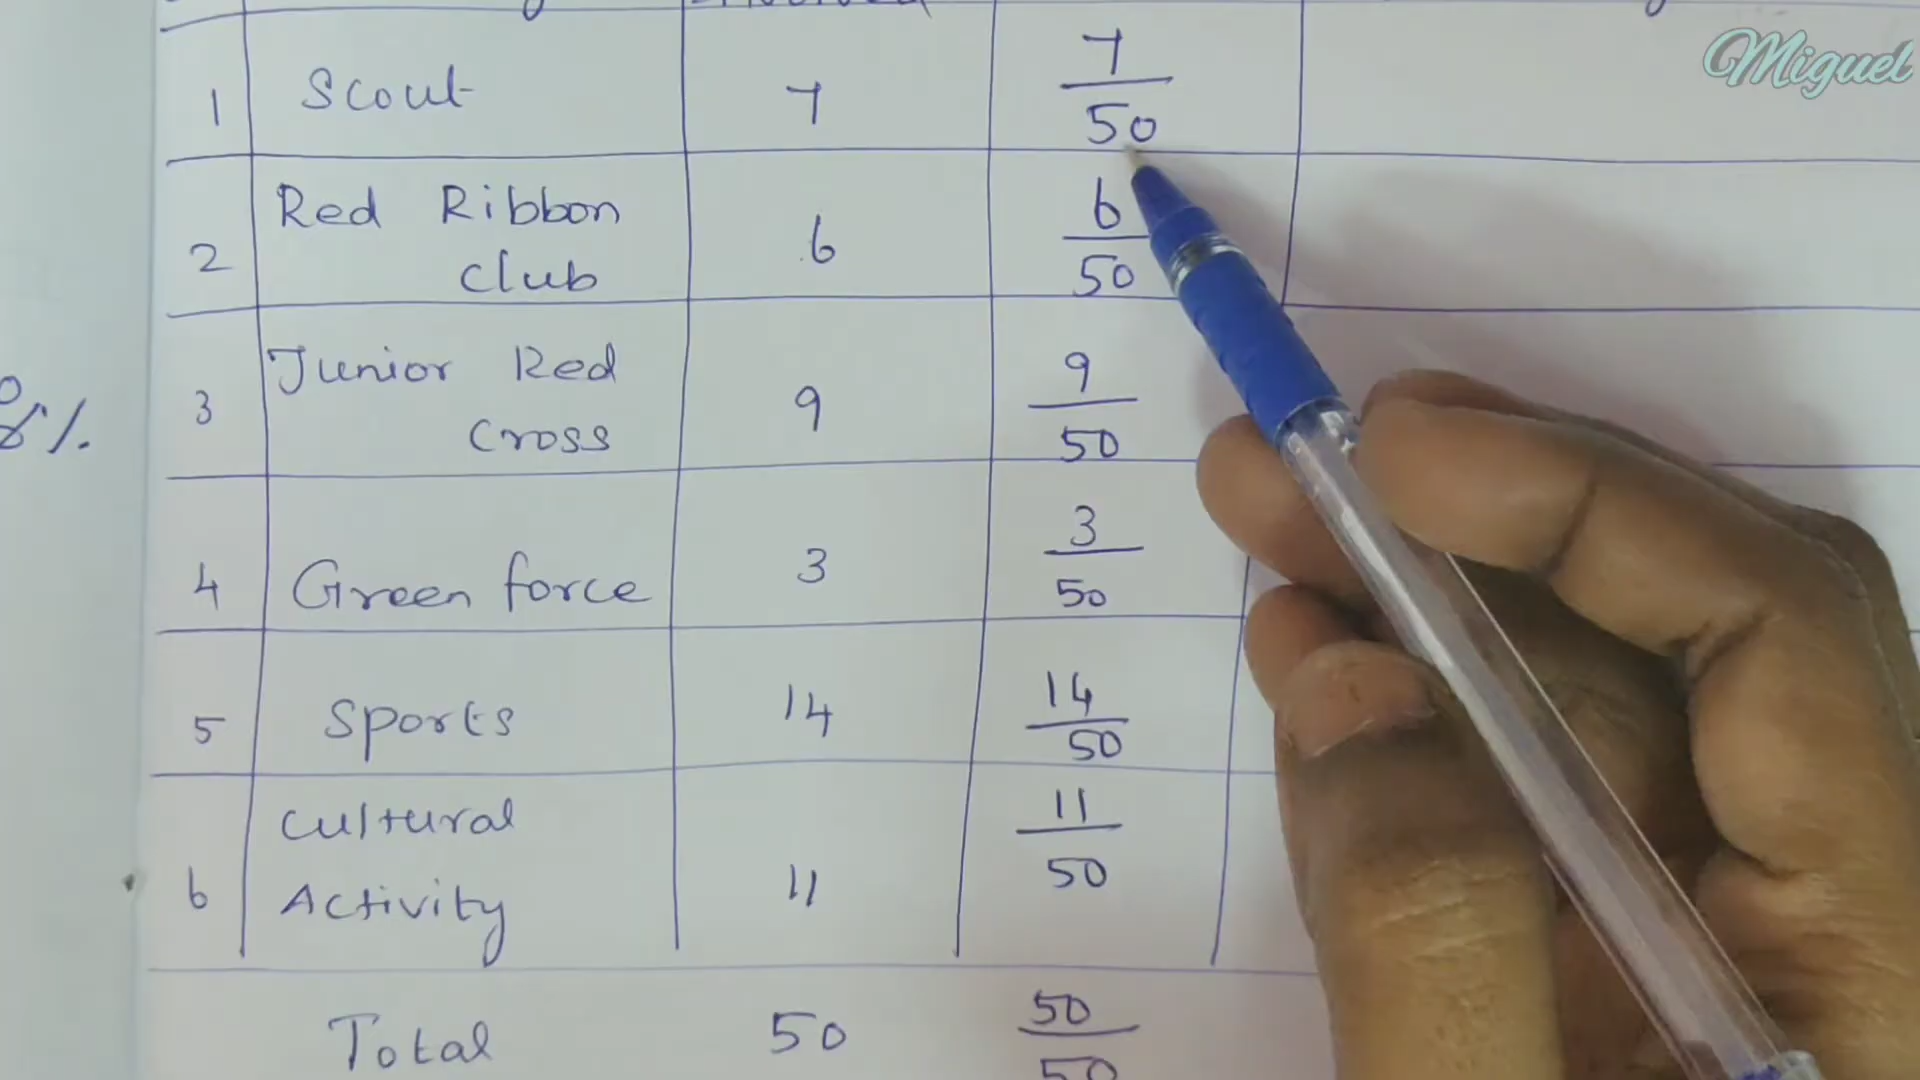 Miguel
1 Scout 7 7/50
2 Red Ribbon Club 6 6/50
3 Junior Red Cross 9 9/50
4 Green force 3 3/50
5 Sports 14 14/50
6 Cultural Activity 11 11/50
Total 50 50/50